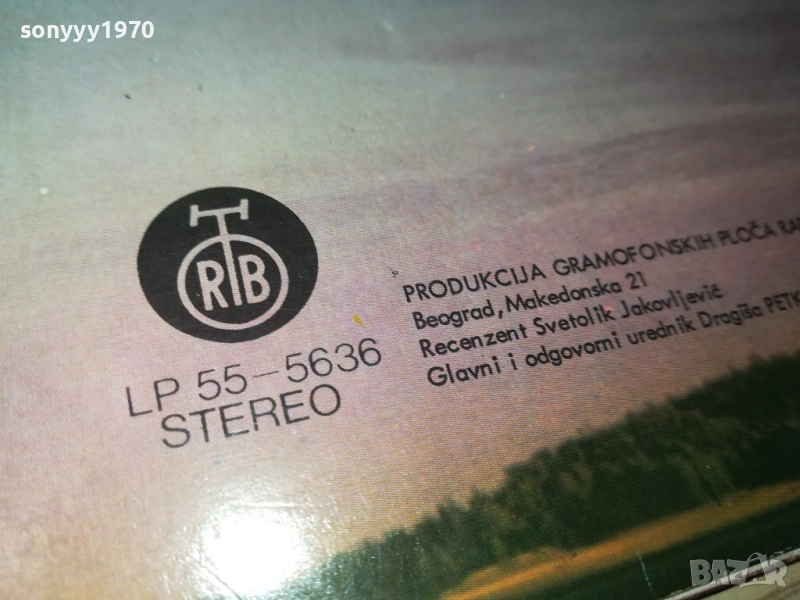 sonyyy1970
RTB
LP 55-5636
STEREO
PRODUKCIJA GRAMOFONSKIH PLOČA
Beograd, Makedonska 21
Recenzent Svetolik Jakovljević
Glavni i odgovorni urednik Dragiša
BAZAR